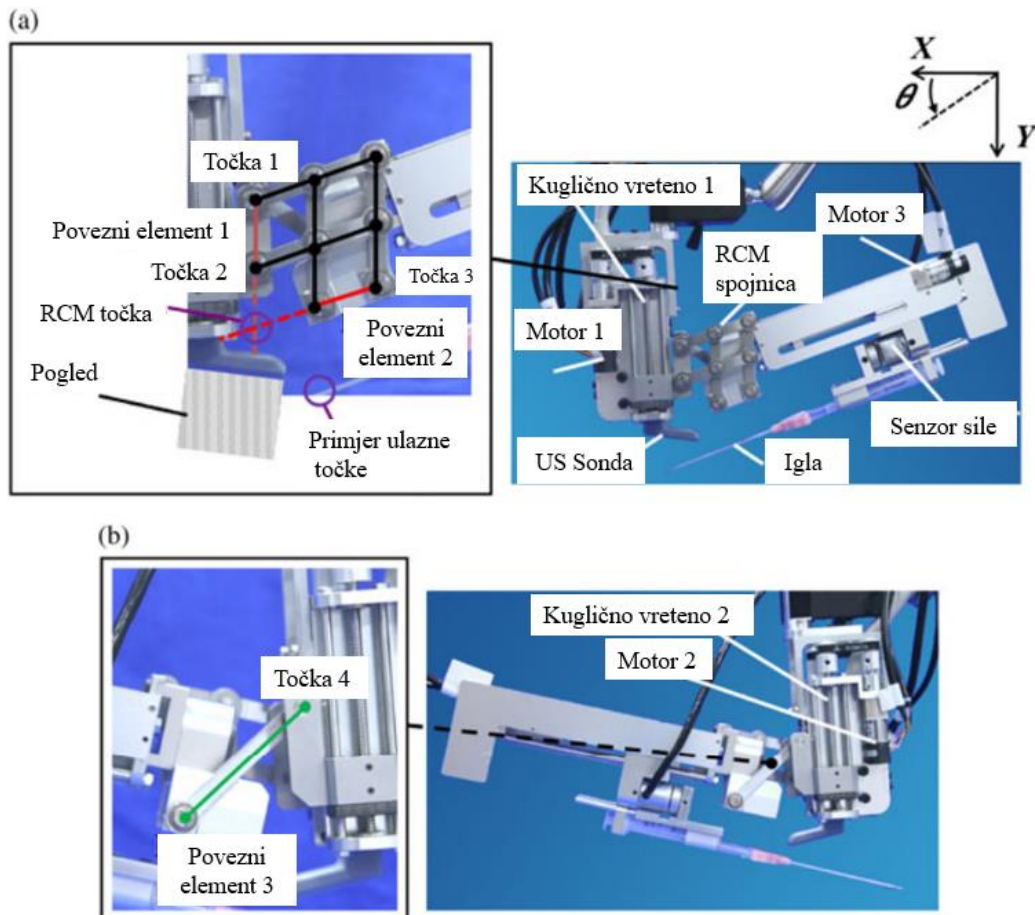 (a)
Točka 1
Povezni element 1
Točka 2
RCM točka
Pogled
Točka 3
Povezni
element 2
Primjer ulazne
točke
X
θ
Y
Kuglično vreteno 1
Motor 3
RCM
spojnica
Motor 1
US Sonda
Igla
Senzor sile
(b)
Točka 4
Povezni
element 3
Kuglično vreteno 2
Motor 2